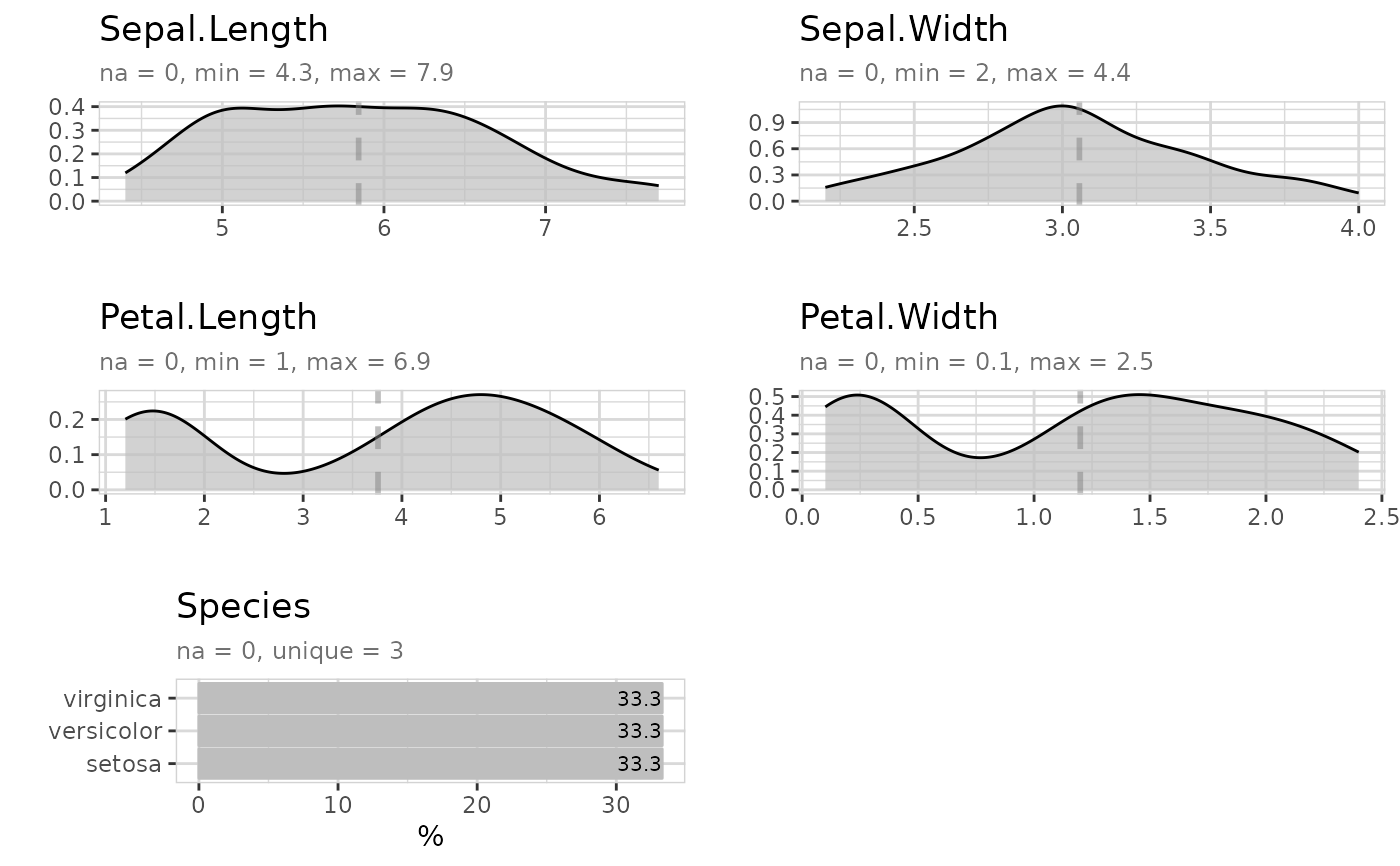 Sepal.Length
na = 0, min = 4.3, max = 7.9
0.4
0.3
0.2
0.1
0.0
5 6 7
Sepal.Width
na = 0, min = 2, max = 4.4
0.9
0.6
0.3
0.0
2.5 3.0 3.5 4.0
Petal.Length
na = 0, min = 1, max = 6.9
0.2
0.1
0.0
1 2 3 4 5 6
Petal.Width
na = 0, min = 0.1, max = 2.5
0.5
0.4
0.3
0.2
0.1
0.0
0.0 0.5 1.0 1.5 2.0 2.5
Species
na = 0, unique = 3
virginica 33.3
versicolor 33.3
setosa 33.3
0 10 20 30
%